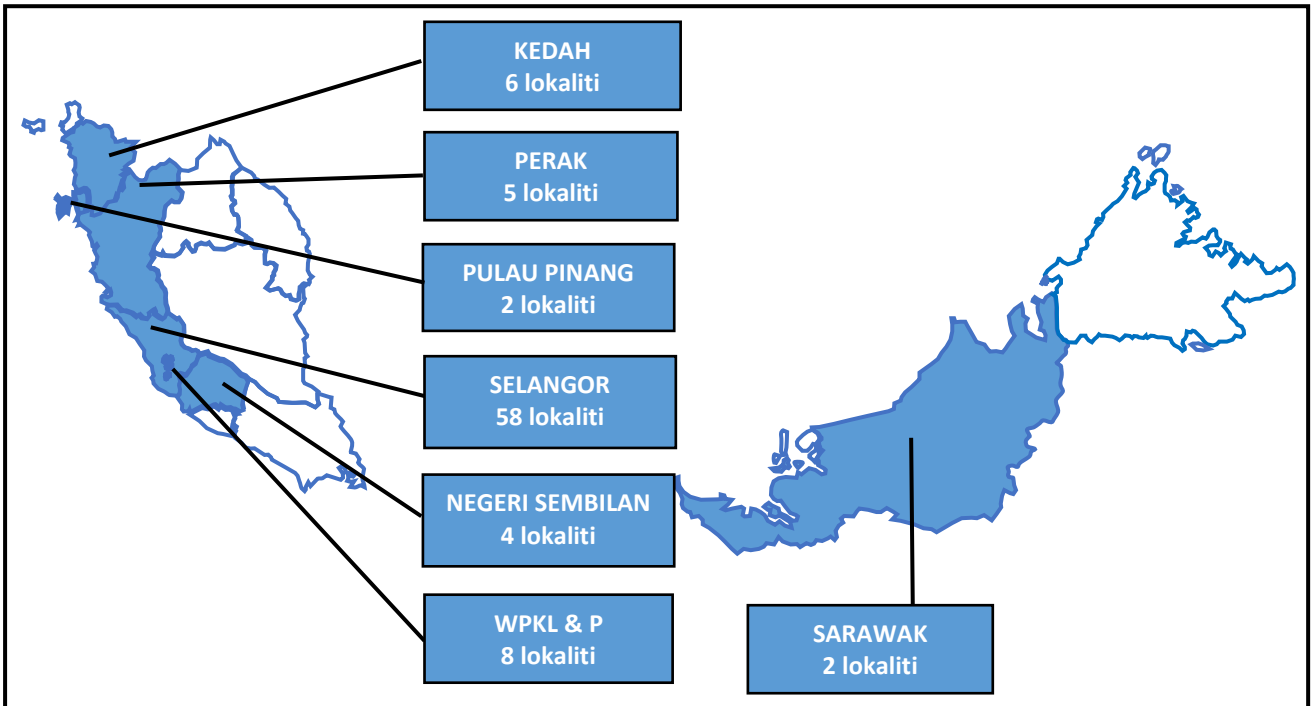 KEDAH
6 lokaliti
PERAK
5 lokaliti
PULAU PINANG
2 lokaliti
SELANGOR
58 lokaliti
NEGERI SEMBILAN
4 lokaliti
WPKL & P
8 lokaliti
SARAWAK
2 lokaliti